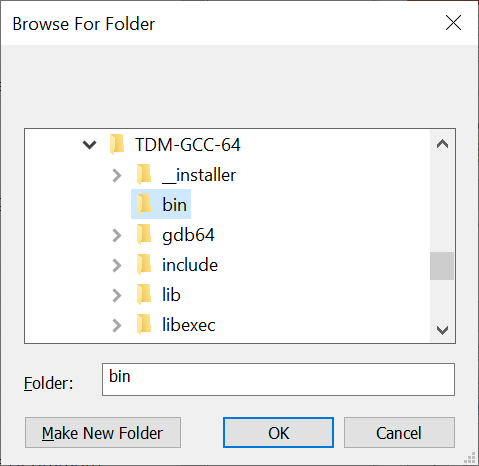 Browse For Folder
TDM-GCC-64
__installer
bin
gdb64
include
lib
libexec
Folder: bin
Make New Folder OK Cancel